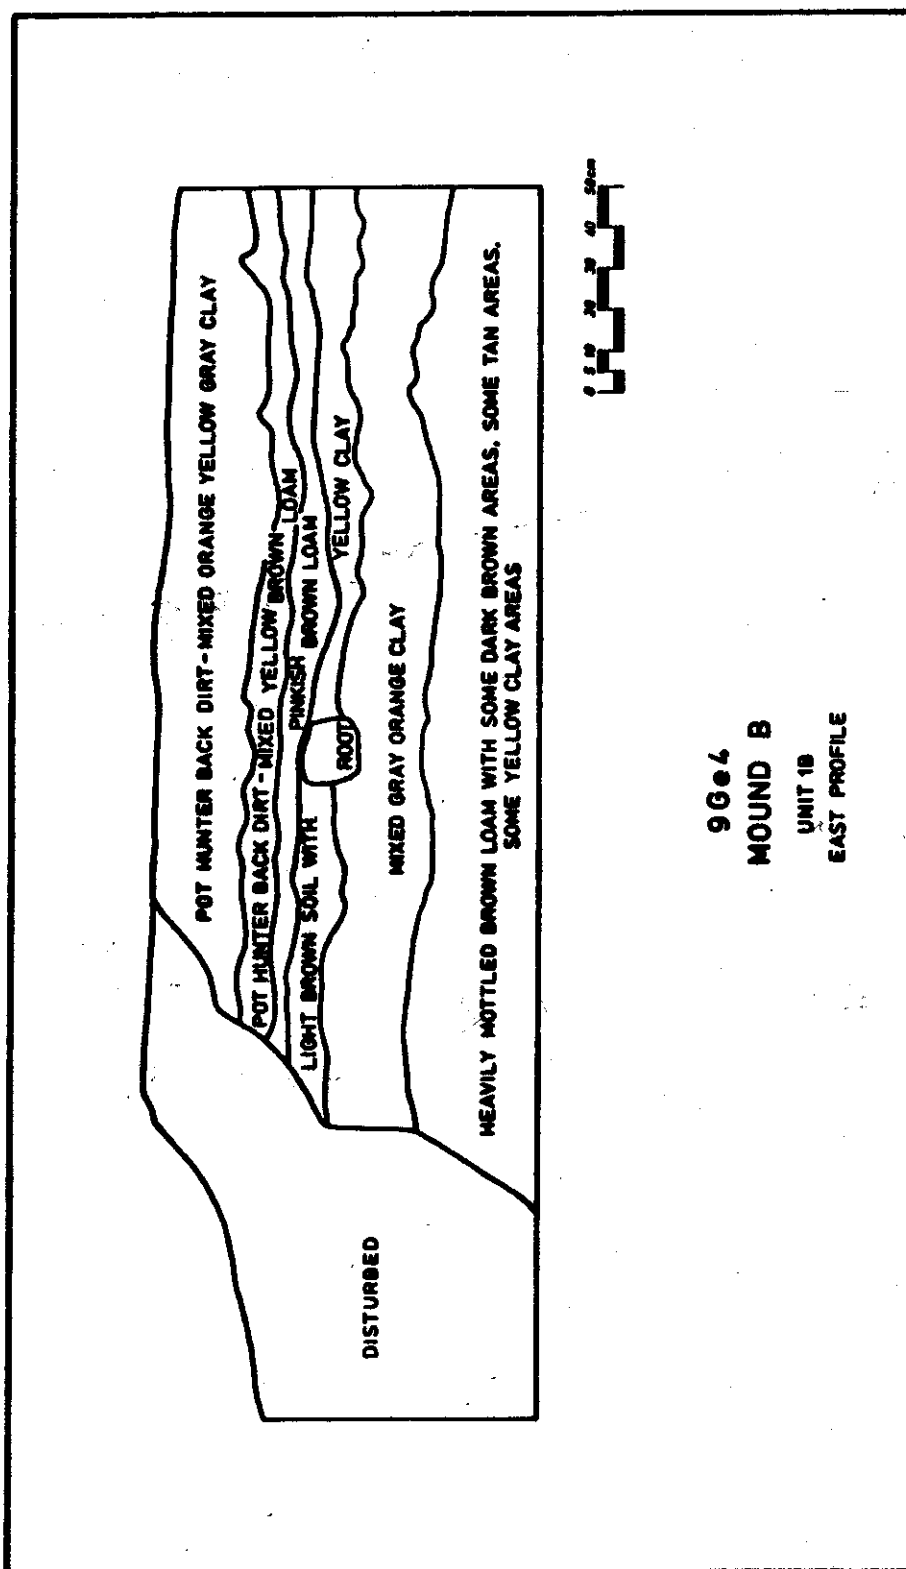 POT HUNTER BACK DIRT-MIXED ORANGE YELLOW GRAY CLAY
POT HUNTER BACK DIRT-MIXED YELLOW BROWN LOAM
BROWN LOAM
PINKISH
LIGHT BROWN SOIL WITH BROWN LOAM
ROOT
YELLOW CLAY
MIXED GRAY ORANGE CLAY
HEAVILY MOTTLED BROWN LOAM WITH SOME DARK BROWN AREAS. SOME TAN AREAS.
SOME YELLOW CLAY AREAS
DISTURBED
0 5 10 20 30 40 50cm
9Ge4
MOUND B
UNIT 1B
EAST PROFILE